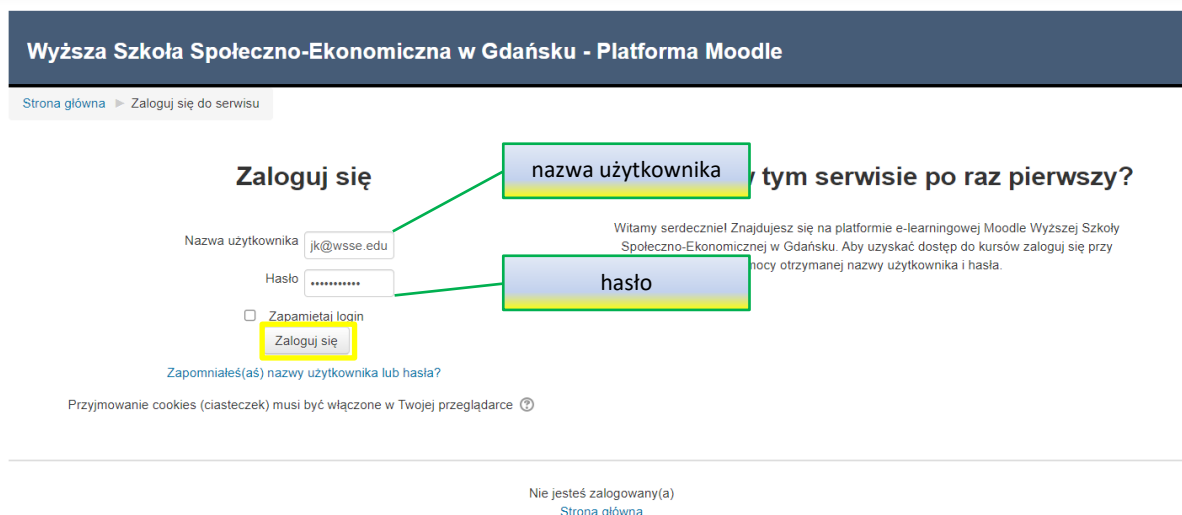 Wyższa Szkoła Społeczno-Ekonomiczna w Gdańsku - Platforma Moodle
Strona główna ► Zaloguj się do serwisu
Zaloguj się
nazwa użytkownika
tym serwisie po raz pierwszy?
Nazwa użytkownika jk@wsse.edu
Hasło •••••••••••
hasło
Zapamiętaj login
Zaloguj się
Zapomniałeś(aś) nazwy użytkownika lub hasła?
Przyjmowanie cookies (ciasteczek) musi być włączone w Twojej przeglądarce ?
Witamy serdecznie! Znajdujesz się na platformie e-learningowej Moodle Wyższej Szkoły
Społeczno-Ekonomicznej w Gdańsku. Aby uzyskać dostęp do kursów zaloguj się przy
otrzymanej nazwy użytkownika i hasła.
Nie jesteś zalogowany(a)
Strona główna